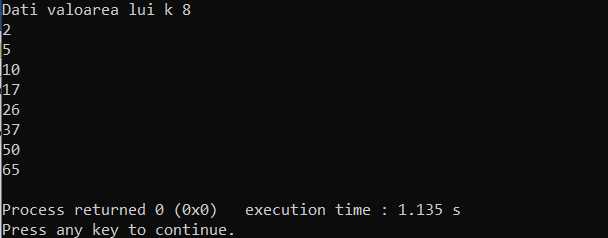 Dati valoarea lui k 8
2
5
10
17
26
37
50
65
Process returned 0 (0x0)   execution time : 1.135 s
Press any key to continue.